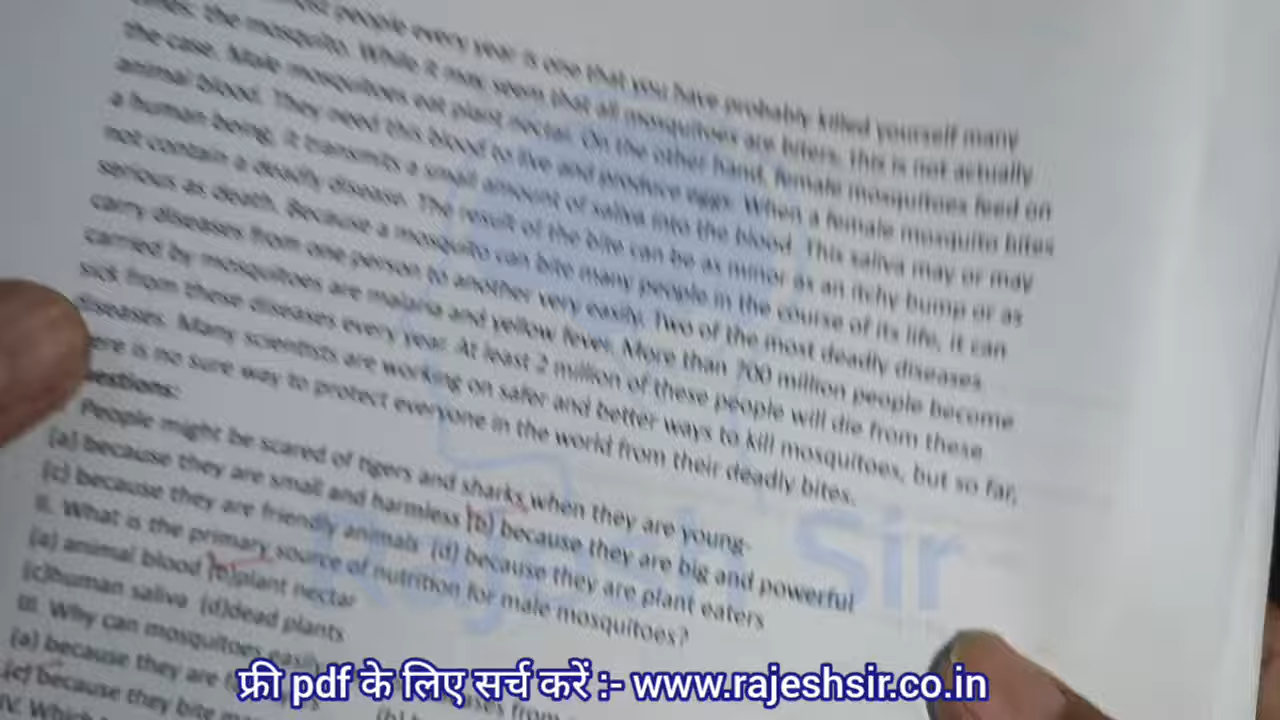 people every year is one that you have probably killed yourself many
the mosquito. While it may seem that all mosquitoes are biters, this is not actually
the case. Male mosquitoes eat plant nectar. On the other hand, female mosquitoes feed on
animal blood. They need this blood to live and produce eggs. When a female mosquito bites
a human being, it transmits a small amount of saliva into the blood. This saliva may or may
not contain a deadly disease. The result of the bite can be as minor as an itchy bump or as
serious as death. Because a mosquito can bite many people in the course of its life, it can
carry diseases from one person to another very easily. Two of the most deadly diseases
carried by mosquitoes are malaria and yellow fever. More than 700 million people become
sick from these diseases every year. At least 2 million of these people will die from these
diseases. Many scientists are working on safer and better ways to kill mosquitoes, but so far,
ere is no sure way to protect everyone in the world from their deadly bites.
estions:
People might be scared of tigers and sharks when they are young-
(a) because they are small and harmless (b) because they are big and powerful
(c) because they are friendly animals (d) because they are plant eaters
II. What is the primary source of nutrition for male mosquitoes?
(a) animal blood (b)plant nectar
(c)human saliva (d)dead plants
III. Why can mosquitoes easily
(a) because they are
(c) because they bite
IV. Which
Rajesh Sir
फ्री pdf के लिए सर्च करें :- www.rajeshsir.co.in